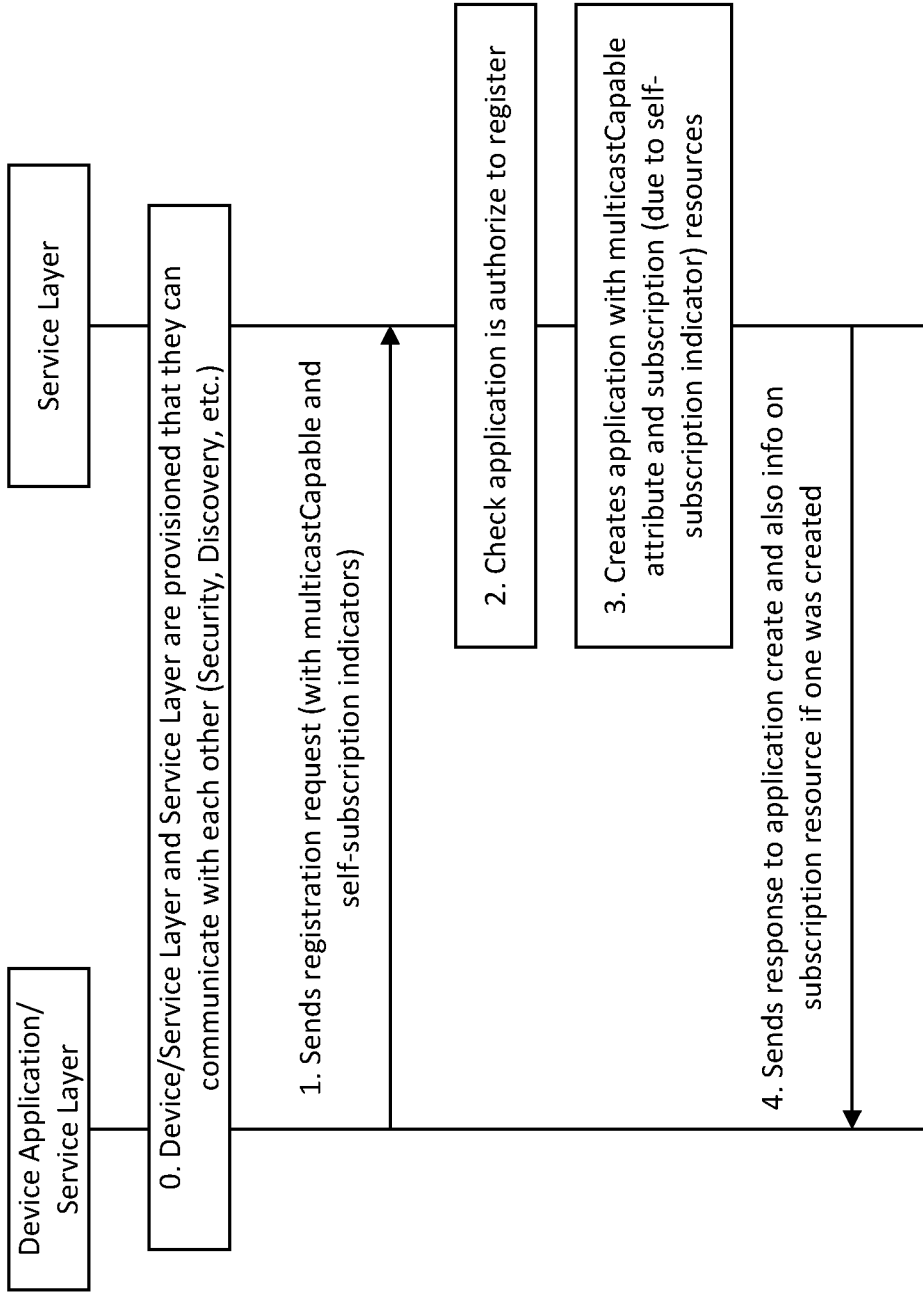 Device Application/
Service Layer
Service Layer
0. Device/Service Layer and Service Layer are provisioned that they can
communicate with each other (Security, Discovery, etc.)
1. Sends registration request (with multicastCapable and
self-subscription indicators)
2. Check application is authorize to register
3. Creates application with multicastCapable
attribute and subscription (due to self-
subscription indicator) resources
4. Sends response to application create and also info on
subscription resource if one was created